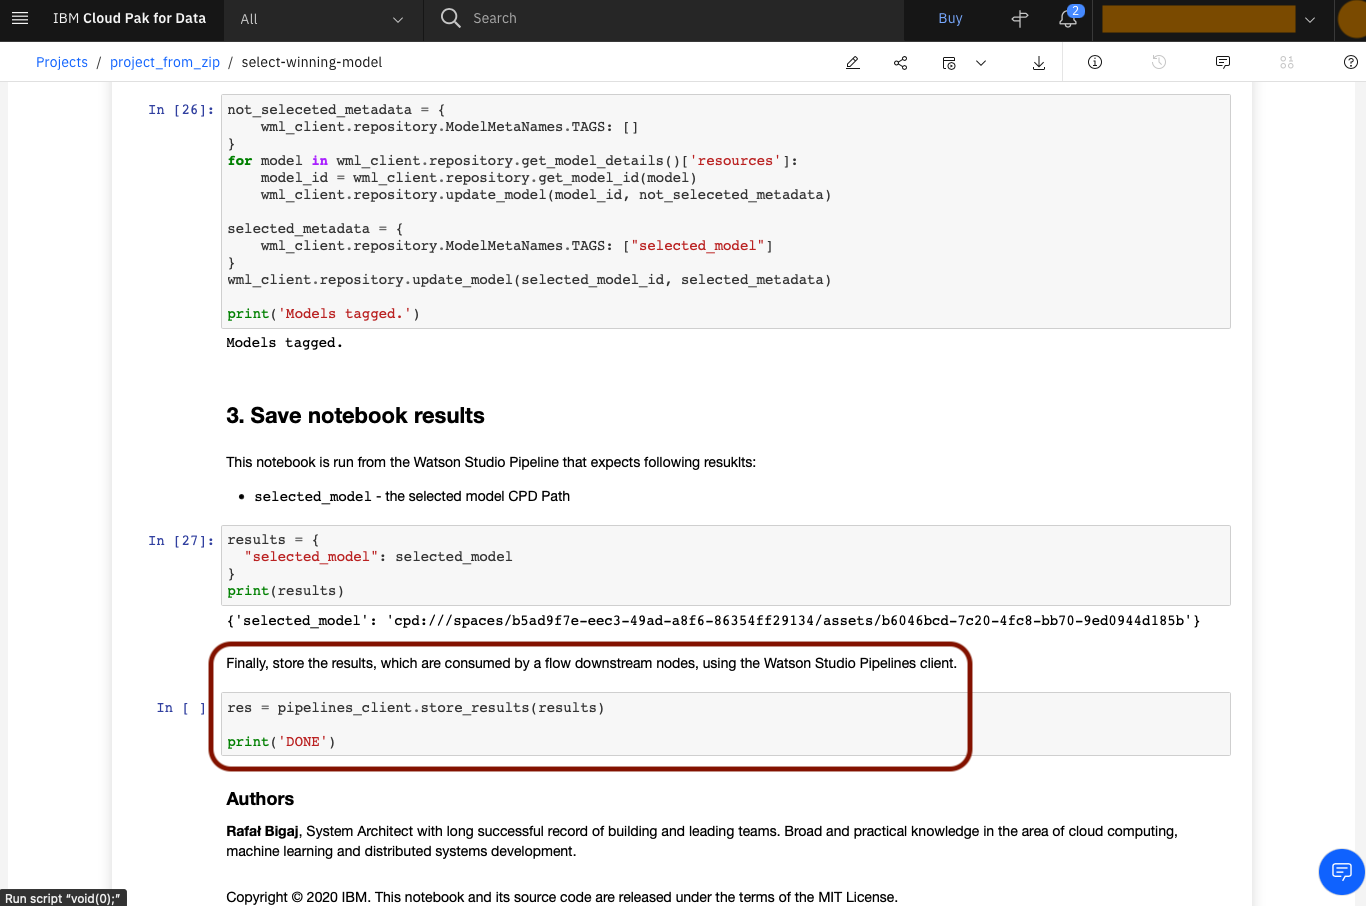 IBM Cloud Pak for Data
All
Search
Buy
2
Projects / project_from_zip / select-winning-model
In [26]:
not_seleceted_metadata = {
    wml_client.repository.ModelMetaNames.TAGS: []
}
for model in wml_client.repository.get_model_details()['resources']:
    model_id = wml_client.repository.get_model_id(model)
    wml_client.repository.update_model(model_id, not_seleceted_metadata)
selected_metadata = {
    wml_client.repository.ModelMetaNames.TAGS: ["selected_model"]
}
wml_client.repository.update_model(selected_model_id, selected_metadata)
print('Models tagged.')
Models tagged.
3. Save notebook results
This notebook is run from the Watson Studio Pipeline that expects following resuklts:
• selected_model - the selected model CPD Path
In [27]:
results = {
  "selected_model": selected_model
}
print(results)
{'selected_model': 'cpd:///spaces/b5ad9f7e-eec3-49ad-a8f6-86354ff29134/assets/b6046bcd-7c20-4fc8-bb70-9ed0944d185b'}
Finally, store the results, which are consumed by a flow downstream nodes, using the Watson Studio Pipelines client.
In [ ]
res = pipelines_client.store_results(results)
print('DONE')
Authors
Rafał Bigaj, System Architect with long successful record of building and leading teams. Broad and practical knowledge in the area of cloud computing,
machine learning and distributed systems development.
Copyright © 2020 IBM. This notebook and its source code are released under the terms of the MIT License.
Run script "void(0);"